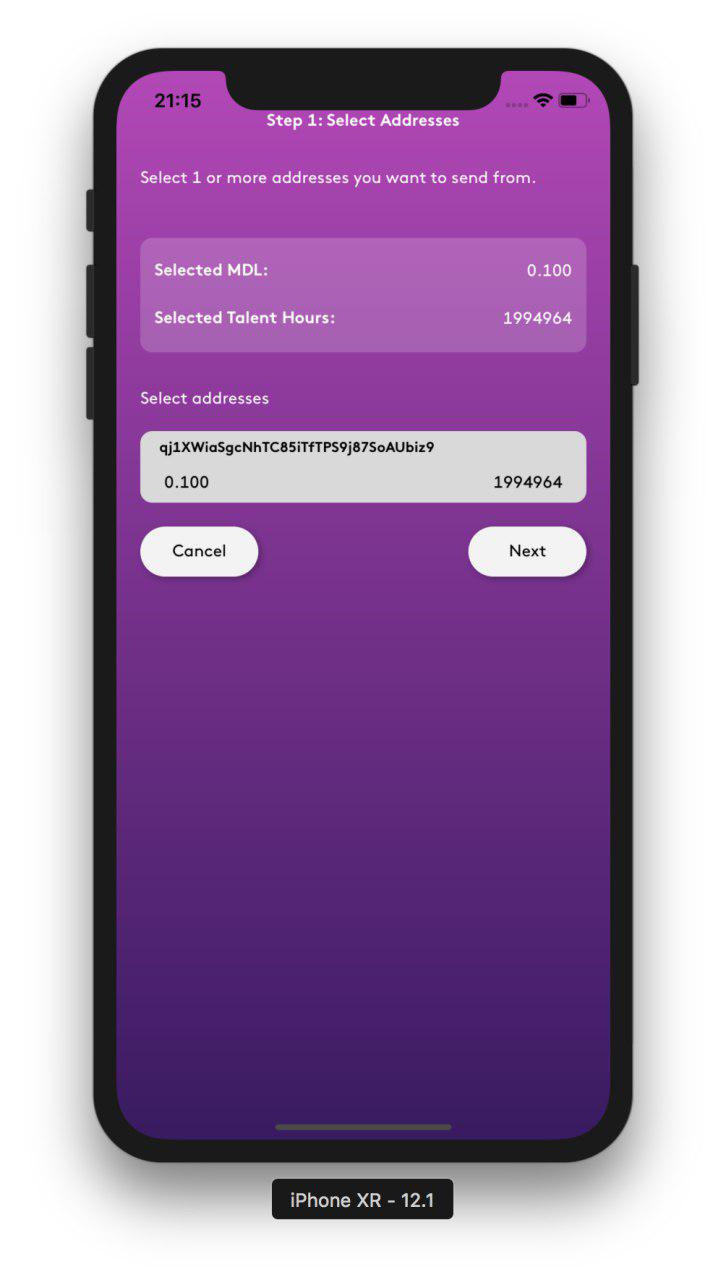 21:15
Step 1: Select Addresses
Select 1 or more addresses you want to send from.
Selected MDL: 0.100
Selected Talent Hours: 1994964
Select addresses
qj1XWiaSgcNhTC85iTfTPS9j87SoAUbiz9
0.100 1994964
Cancel Next
iPhone XR - 12.1